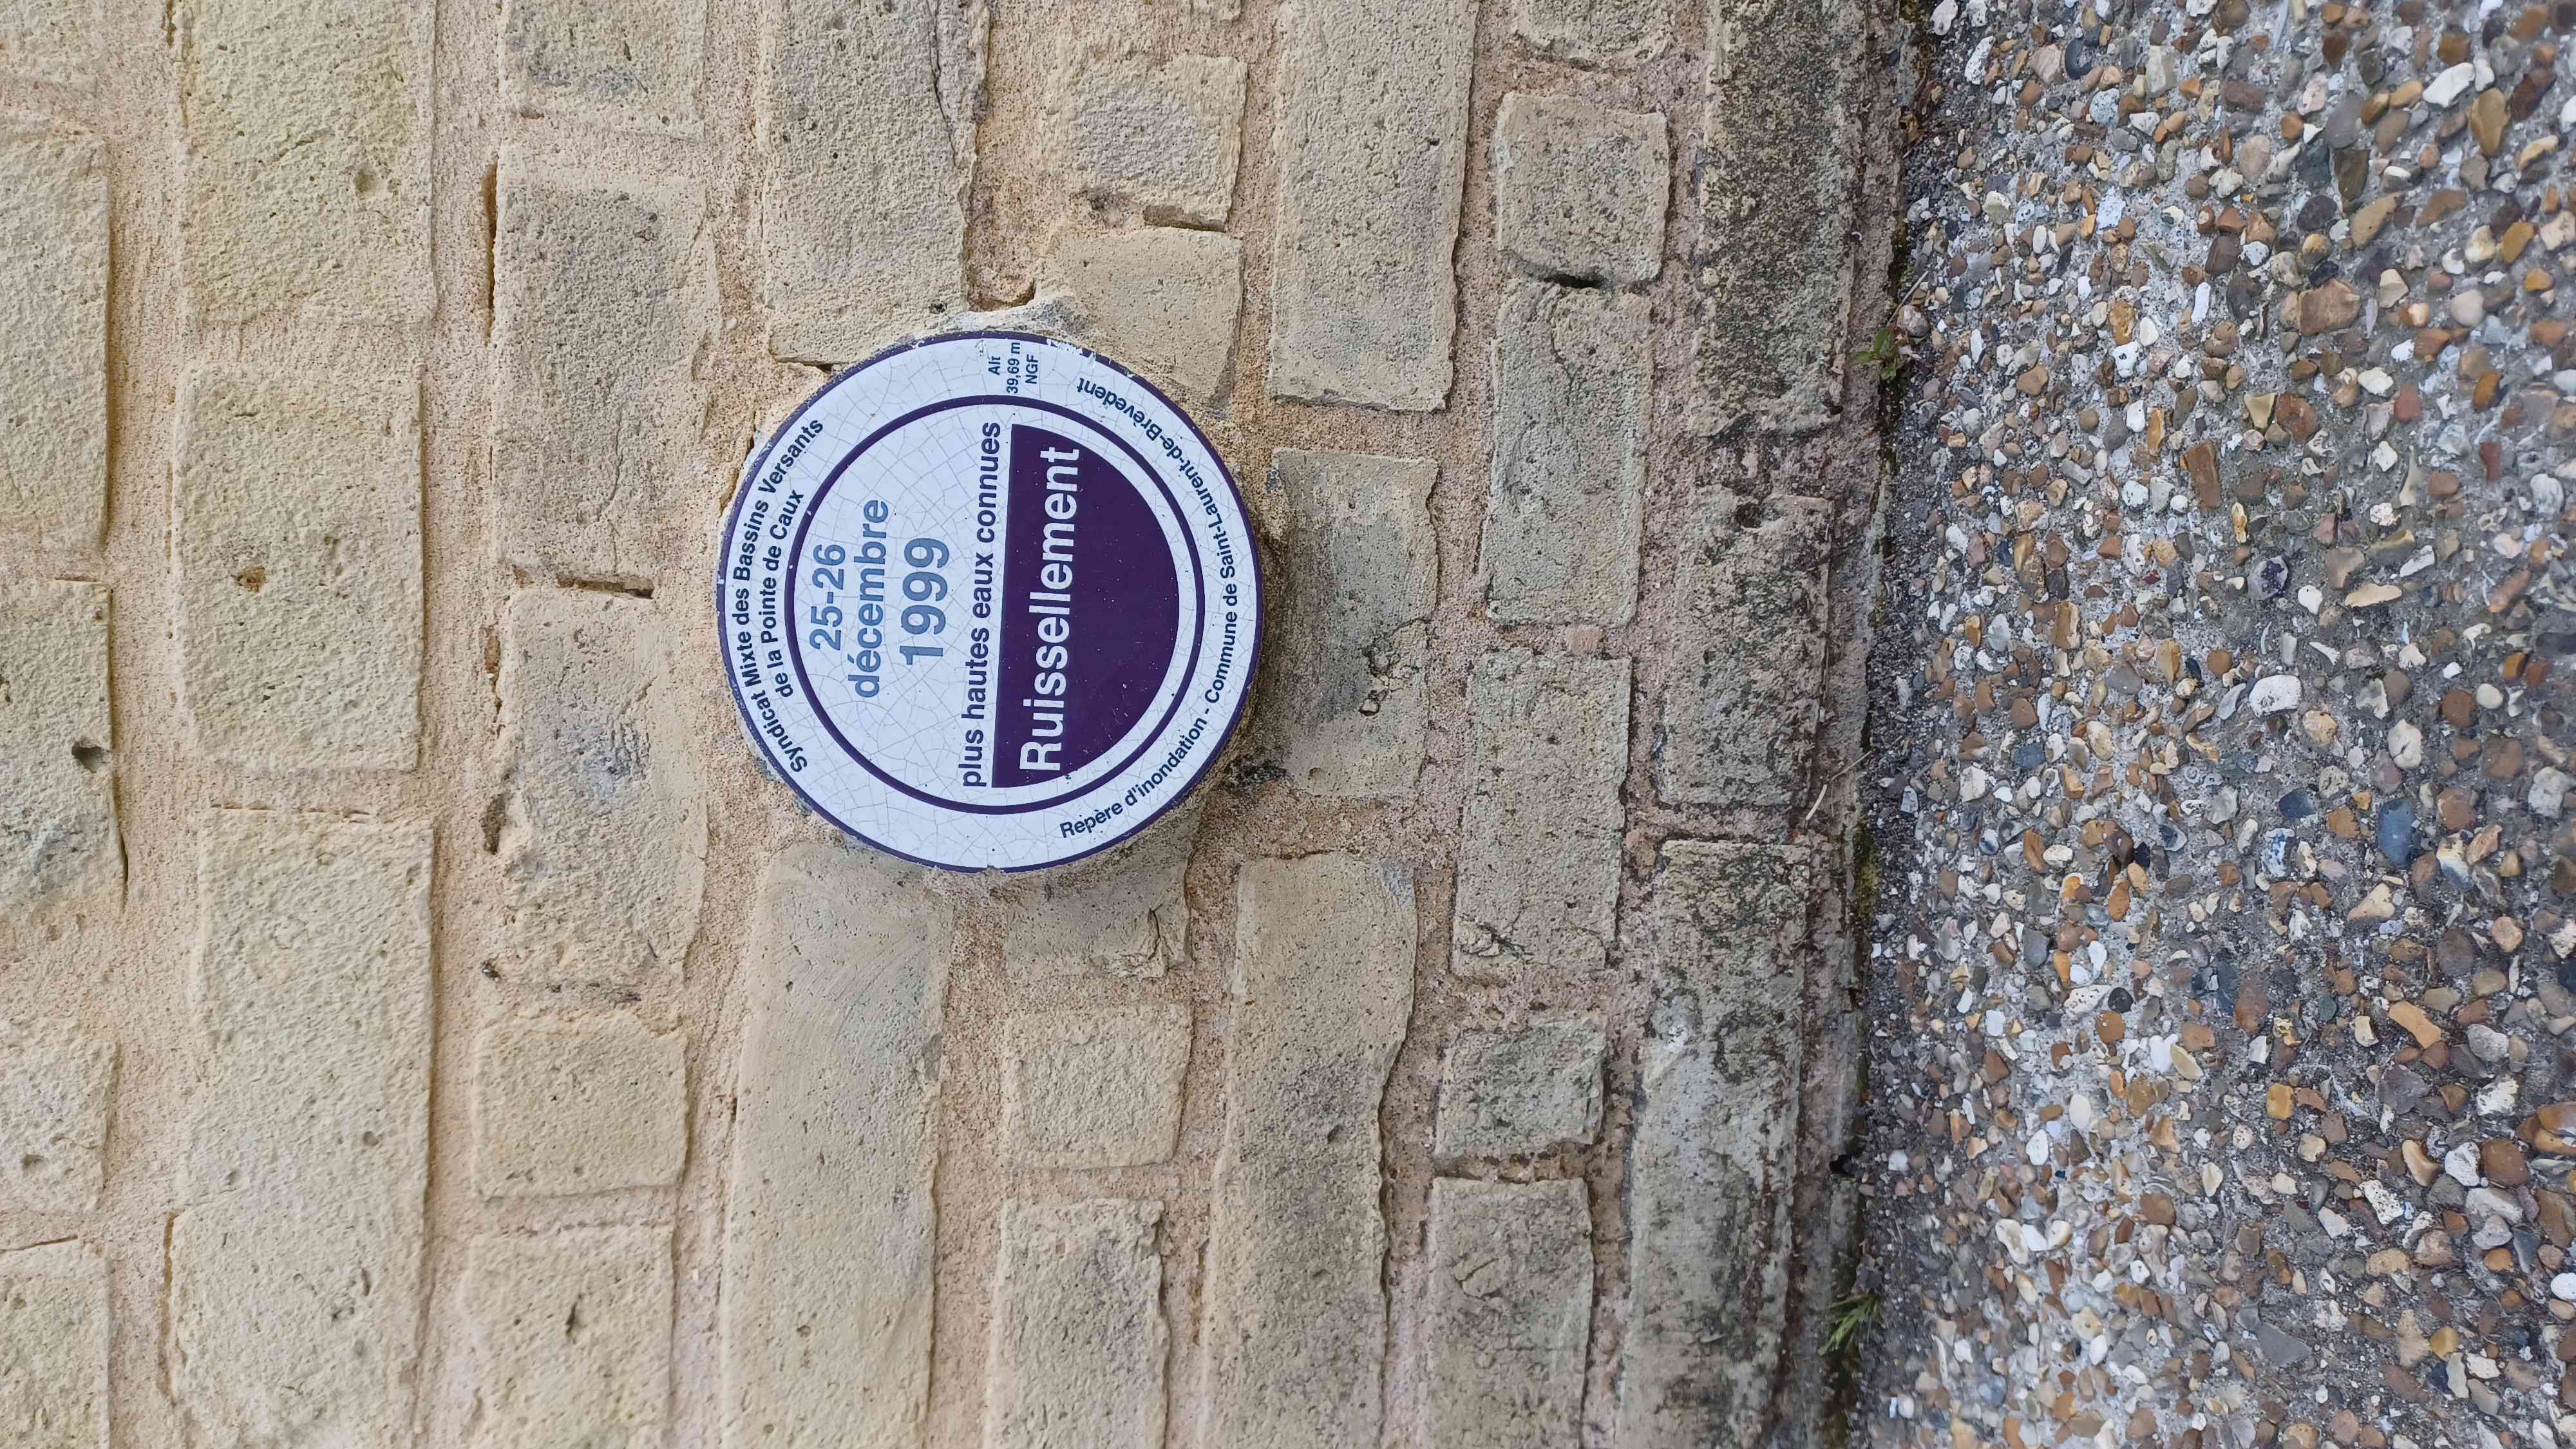 Syndicat Mixte des Bassins Versants
de la Pointe de Caux
25-26
décembre
1999
plus hautes eaux connues
Ruissellement
Alt
39,69 m
NGF
Repère d'inondation - Commune de Saint-Laurent-de-Brèvedent